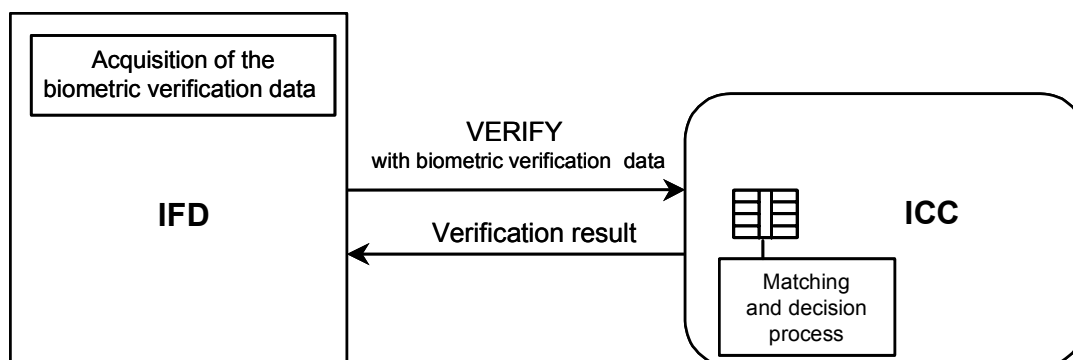 Acquisition of the
biometric verification data
IFD
VERIFY
with biometric verification data
Verification result
ICC
Matching
and decision
process